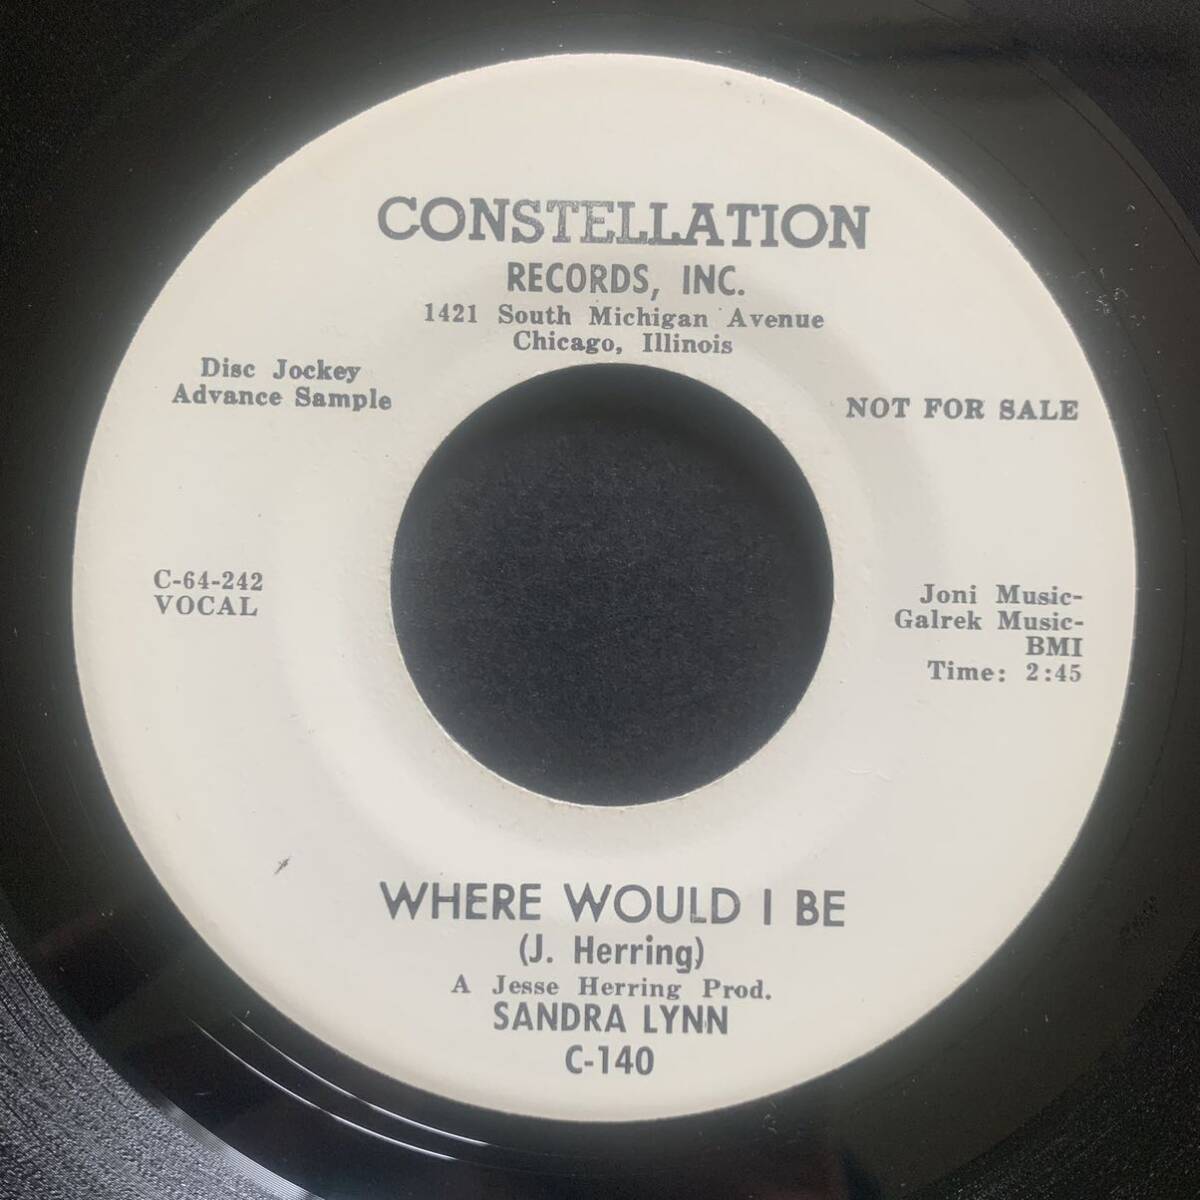 CONSTELLATION
RECORDS, INC.
1421 South Michigan Avenue
Chicago, Illinois
Disc Jockey
Advance Sample
NOT FOR SALE
C-64-242
VOCAL
Joni Music-
Galrek Music-
BMI
Time: 2:45
WHERE WOULD I BE
(J. Herring)
A Jesse Herring Prod.
SANDRA LYNN
C-140